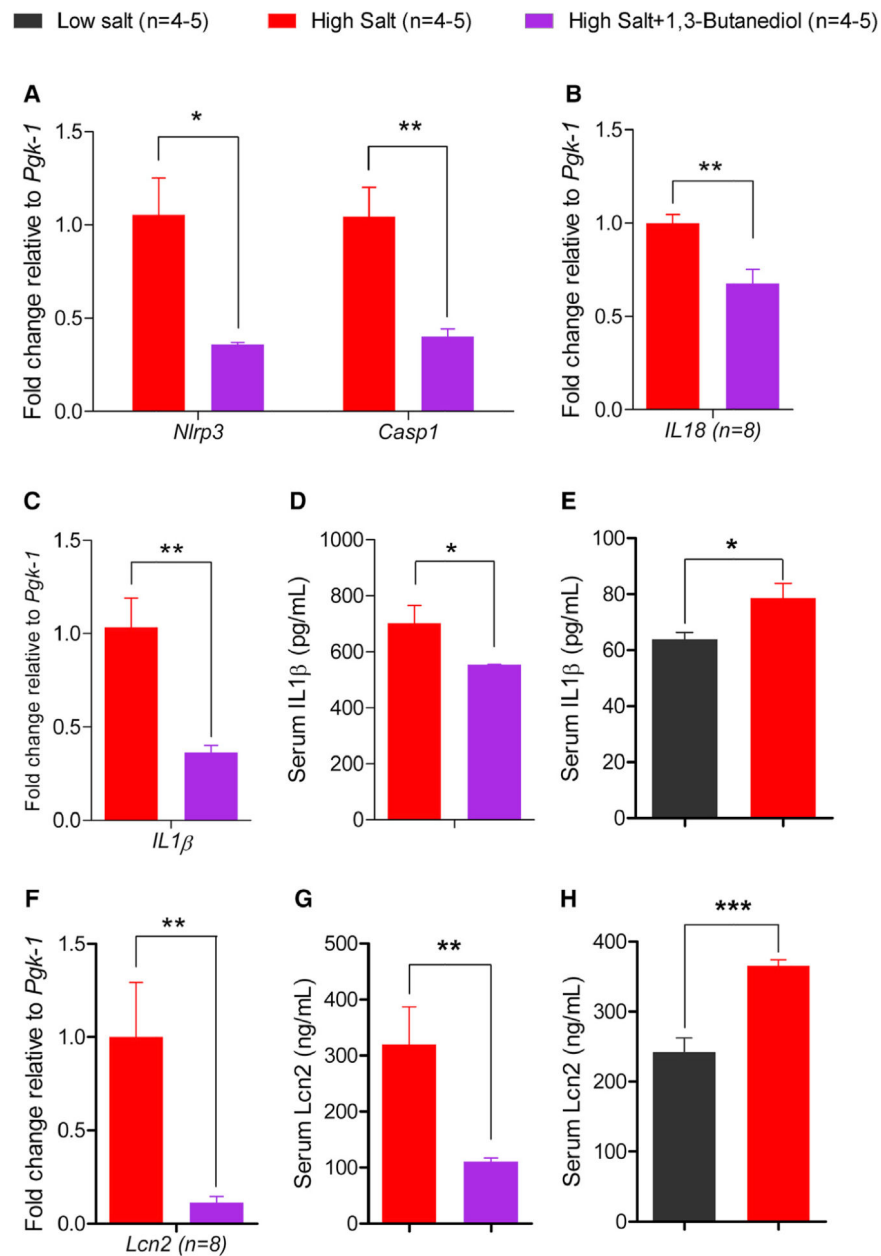 Low salt (n=4-5) High Salt (n=4-5) High Salt+1,3-Butanediol (n=4-5)
A
Fold change relative to Pgk-1
1.5
1.0
0.5
0.0
*
**
Nlrp3 Casp1
B
Fold change relative to Pgk-1
1.5
1.0
0.5
0.0
**
IL18 (n=8)
C
Fold change relative to Pgk-1
1.5
1.0
0.5
0.0
**
IL1β
D
Serum IL1β (pg/mL)
1000
800
600
400
200
0
*
E
Serum IL1β (pg/mL)
100
80
60
40
20
0
*
F
Fold change relative to Pgk-1
1.5
1.0
0.5
0.0
**
Lcn2 (n=8)
G
Serum Lcn2 (ng/mL)
500
400
300
200
100
0
**
H
Serum Lcn2 (ng/mL)
400
300
200
100
0
***